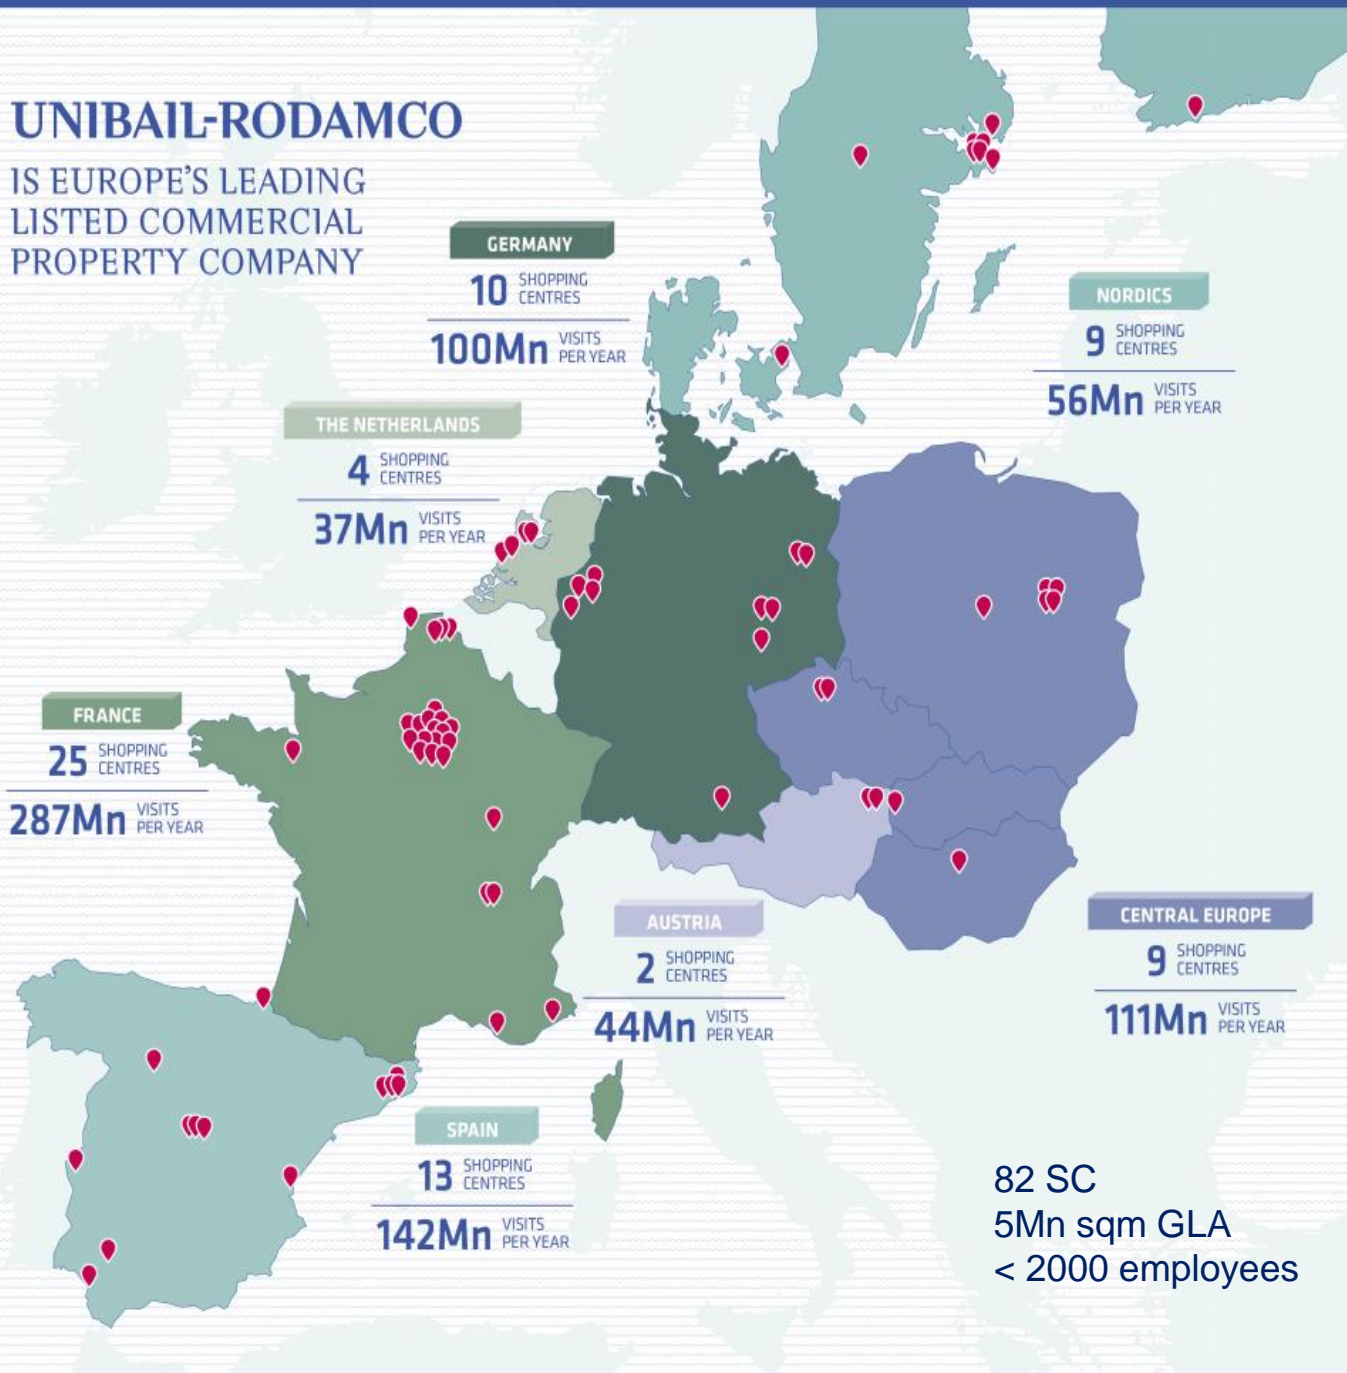 UNIBAIL-RODAMCO
IS EUROPE'S LEADING
LISTED COMMERCIAL
PROPERTY COMPANY
GERMANY
10 SHOPPING CENTRES
100Mn VISITS PER YEAR
NORDICS
9 SHOPPING CENTRES
56Mn VISITS PER YEAR
THE NETHERLANDS
4 SHOPPING CENTRES
37Mn VISITS PER YEAR
FRANCE
25 SHOPPING CENTRES
287Mn VISITS PER YEAR
AUSTRIA
2 SHOPPING CENTRES
44Mn VISITS PER YEAR
CENTRAL EUROPE
9 SHOPPING CENTRES
111Mn VISITS PER YEAR
SPAIN
13 SHOPPING CENTRES
142Mn VISITS PER YEAR
82 SC
5Mn sqm GLA
< 2000 employees